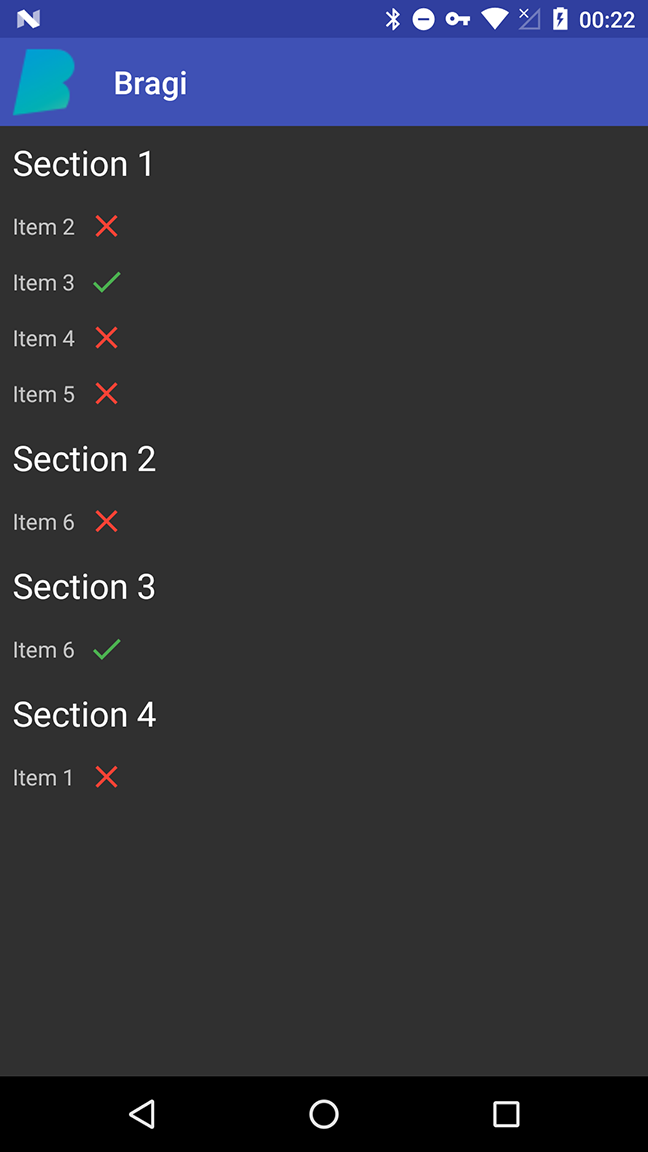 00:22
Bragi
Section 1
Item 2
Item 3
Item 4
Item 5
Section 2
Item 6
Section 3
Item 6
Section 4
Item 1